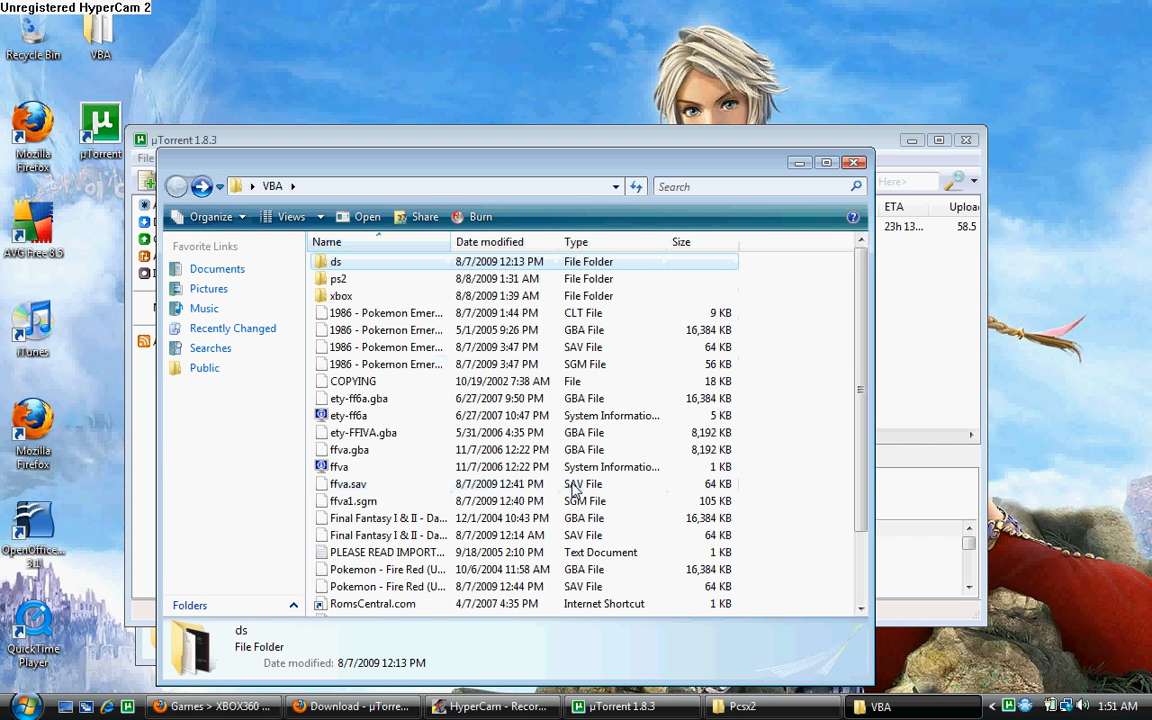 Unregistered HyperCam 2
Recycle Bin
VBA
Mozilla
Firefox
µTorrent
AVG Free 8.5
iTunes
Mozilla
Firefox
OpenOffice...
3.1
QuickTime
Player
µTorrent 1.8.3
File
Here>
ETA
Uploa
23h 13...
58.5
VBA
Search
Organize
Views
Open
Share
Burn
Favorite Links
Documents
Pictures
Music
Recently Changed
Searches
Public
Folders
Name Date modified Type Size
ds 8/7/2009 12:13 PM File Folder
ps2 8/8/2009 1:31 AM File Folder
xbox 8/8/2009 1:39 AM File Folder
1986 - Pokemon Emer... 8/7/2009 1:44 PM CLT File 9 KB
1986 - Pokemon Emer... 5/1/2005 9:26 PM GBA File 16,384 KB
1986 - Pokemon Emer... 8/7/2009 3:47 PM SAV File 64 KB
1986 - Pokemon Emer... 8/7/2009 3:47 PM SGM File 56 KB
COPYING 10/19/2002 7:38 AM File 18 KB
ety-ff6a.gba 6/27/2007 9:50 PM GBA File 16,384 KB
ety-ff6a 6/27/2007 10:47 PM System Informatio... 5 KB
ety-FFIVA.gba 5/31/2006 4:35 PM GBA File 8,192 KB
ffva.gba 11/7/2006 12:22 PM GBA File 8,192 KB
ffva 11/7/2006 12:22 PM System Informatio... 1 KB
ffva.sav 8/7/2009 12:41 PM SAV File 64 KB
ffva1.sgm 8/7/2009 12:40 PM SGM File 105 KB
Final Fantasy I & II - Da... 12/1/2004 10:43 PM GBA File 16,384 KB
Final Fantasy I & II - Da... 8/7/2009 12:14 AM SAV File 64 KB
PLEASE READ IMPORT... 9/18/2005 2:10 PM Text Document 1 KB
Pokemon - Fire Red (U... 10/6/2004 11:58 AM GBA File 16,384 KB
Pokemon - Fire Red (U... 8/7/2009 12:44 PM SAV File 64 KB
RomsCentral.com 4/7/2007 4:35 PM Internet Shortcut 1 KB
ds
File Folder
Date modified: 8/7/2009 12:13 PM
Games > XBOX360 ...
Download - µTorre...
HyperCam - Recor...
µTorrent 1.8.3
Pcsx2
VBA
1:51 AM